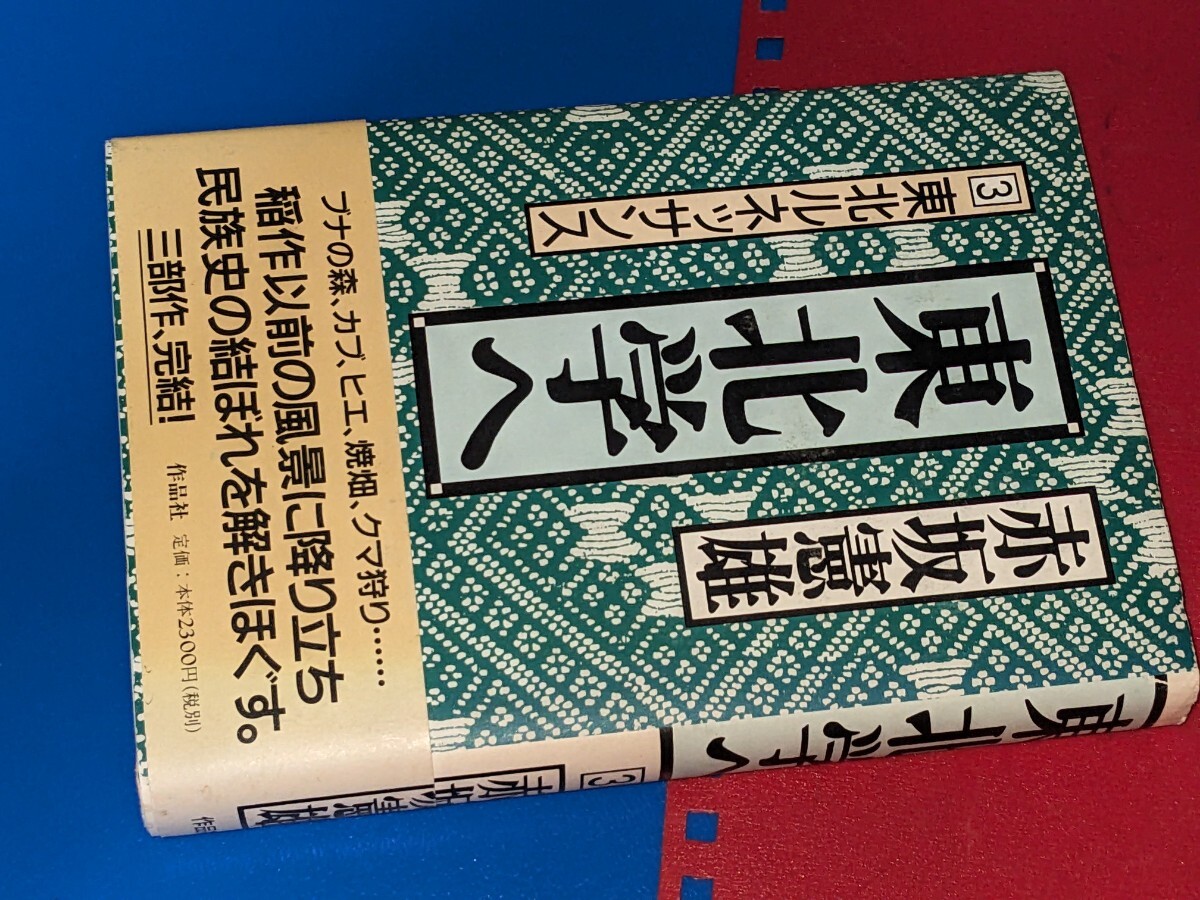 3 東北ルネッサンス
東北学へ
赤坂憲雄
ブナの森、カブ、ヒエ、焼畑、クマ狩り……
稲作以前の風景に降り立ち
民族史の結ぼれを解きほぐす。
三部作、完結!
作品社 定価:本体2300円(税別)
東北学へ
3
赤坂憲雄
作品